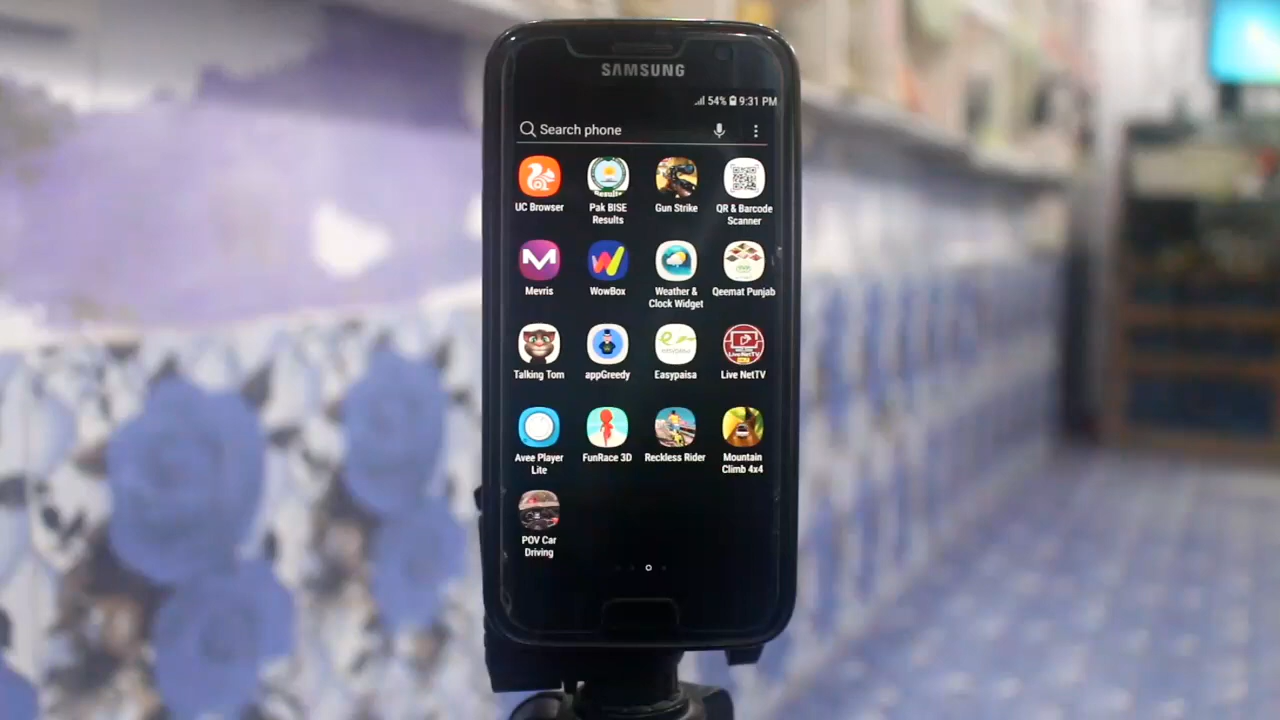 SAMSUNG
54% 9:31 PM
Search phone
UC Browser
Pak BISE
Results
Gun Strike
QR & Barcode
Scanner
Mevris
WowBox
Weather &
Clock Widget
Qeemat Punjab
Talking Tom
appGreedy
Easypaisa
Live NetTV
Avee Player
Lite
FunRace 3D
Reckless Rider
Mountain
Climb 4x4
POV Car
Driving